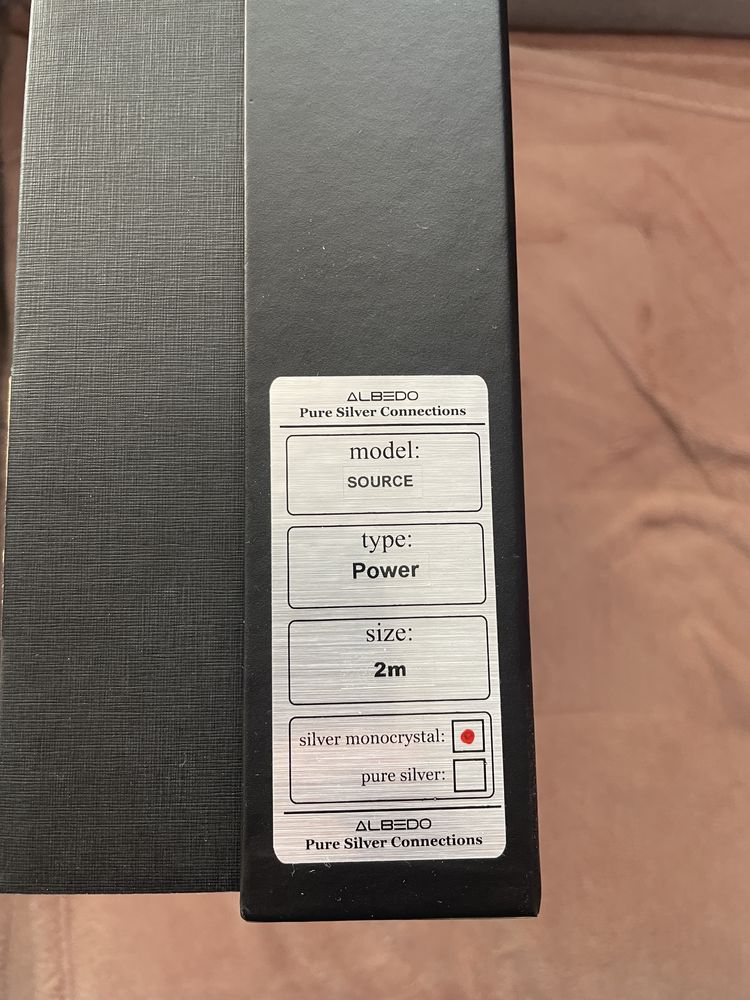 ALBEDO
Pure Silver Connections
model:
SOURCE
type:
Power
size:
2m
silver monocrystal:
pure silver:
ALBEDO
Pure Silver Connections